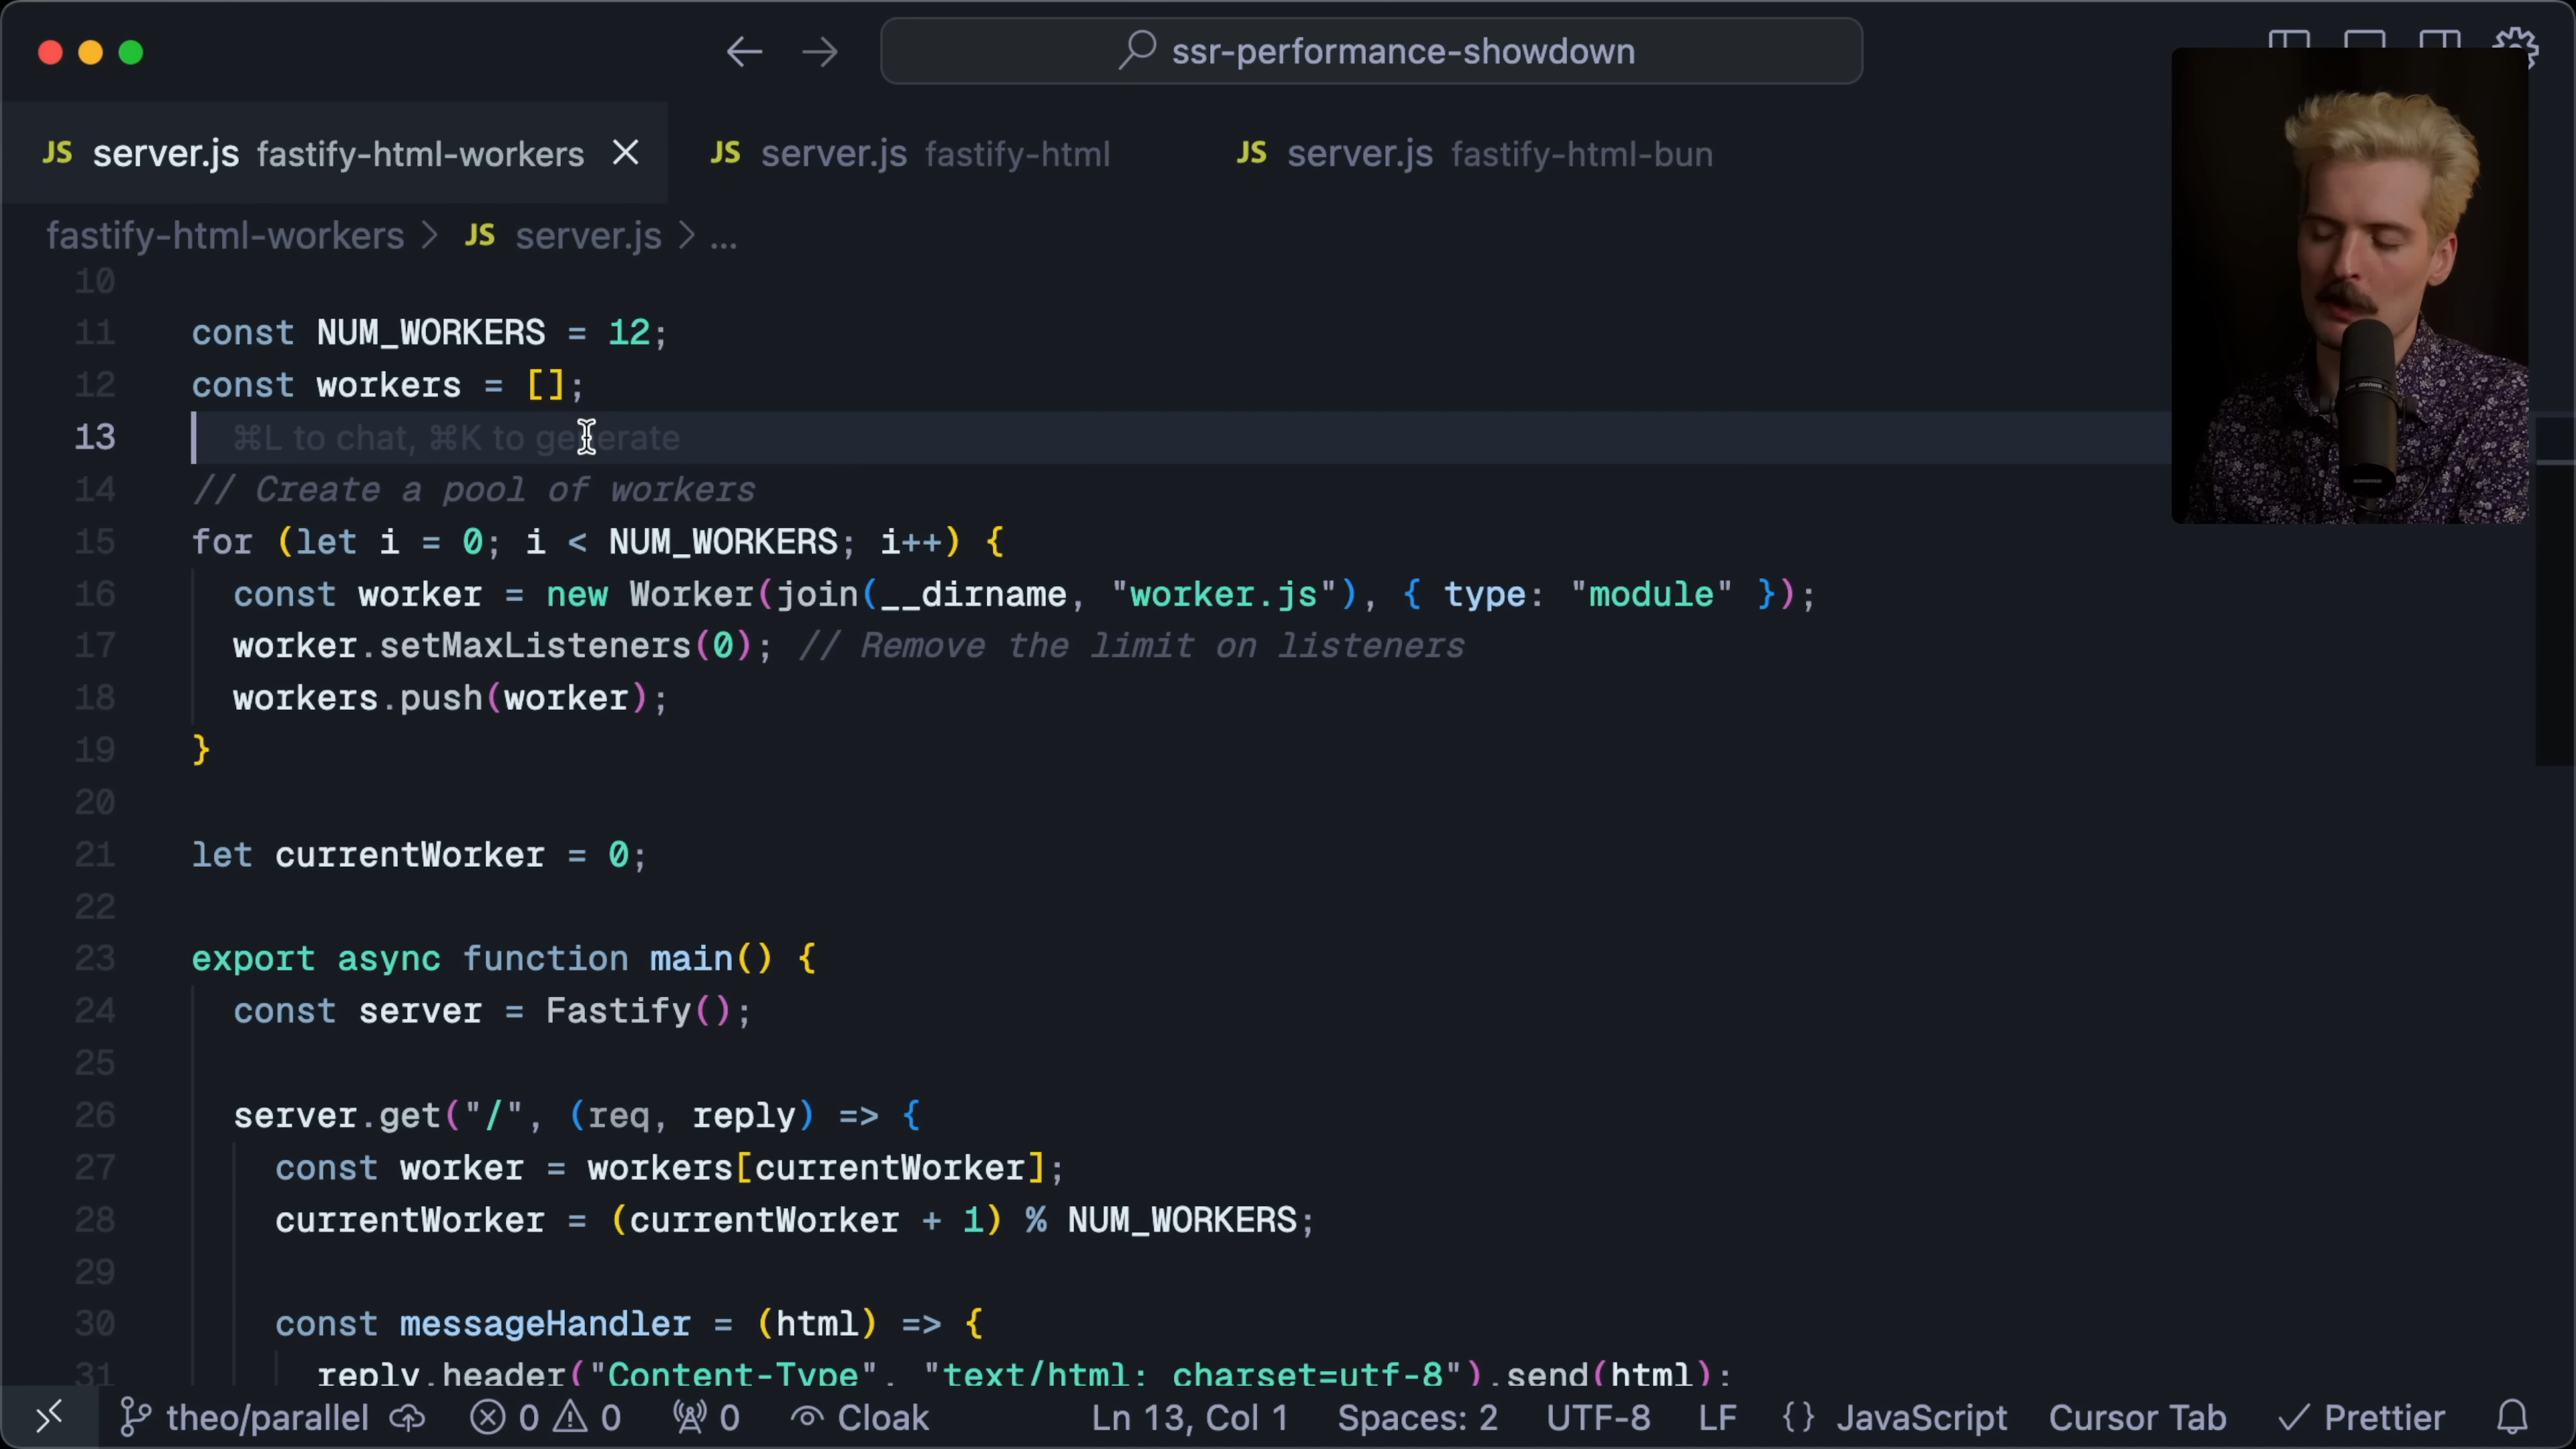 ssr-performance-showdown
JS server.js fastify-html-workers
JS server.js fastify-html
JS server.js fastify-html-bun
fastify-html-workers > JS server.js > ...
10
11 const NUM_WORKERS = 12;
12 const workers = [];
13 ⌘L to chat, ⌘K to generate
14 // Create a pool of workers
15 for (let i = 0; i < NUM_WORKERS; i++) {
16 const worker = new Worker(join(__dirname, "worker.js"), { type: "module" });
17 worker.setMaxListeners(0); // Remove the limit on listeners
18 workers.push(worker);
19 }
20
21 let currentWorker = 0;
22
23 export async function main() {
24 const server = Fastify();
25
26 server.get("/", (req, reply) => {
27 const worker = workers[currentWorker];
28 currentWorker = (currentWorker + 1) % NUM_WORKERS;
29
30 const messageHandler = (html) => {
31 reply.header("Content-Type", "text/html; charset=utf-8").send(html);
theo/parallel 0 0 0 Cloak Ln 13, Col 1 Spaces: 2 UTF-8 LF {} JavaScript Cursor Tab Prettier